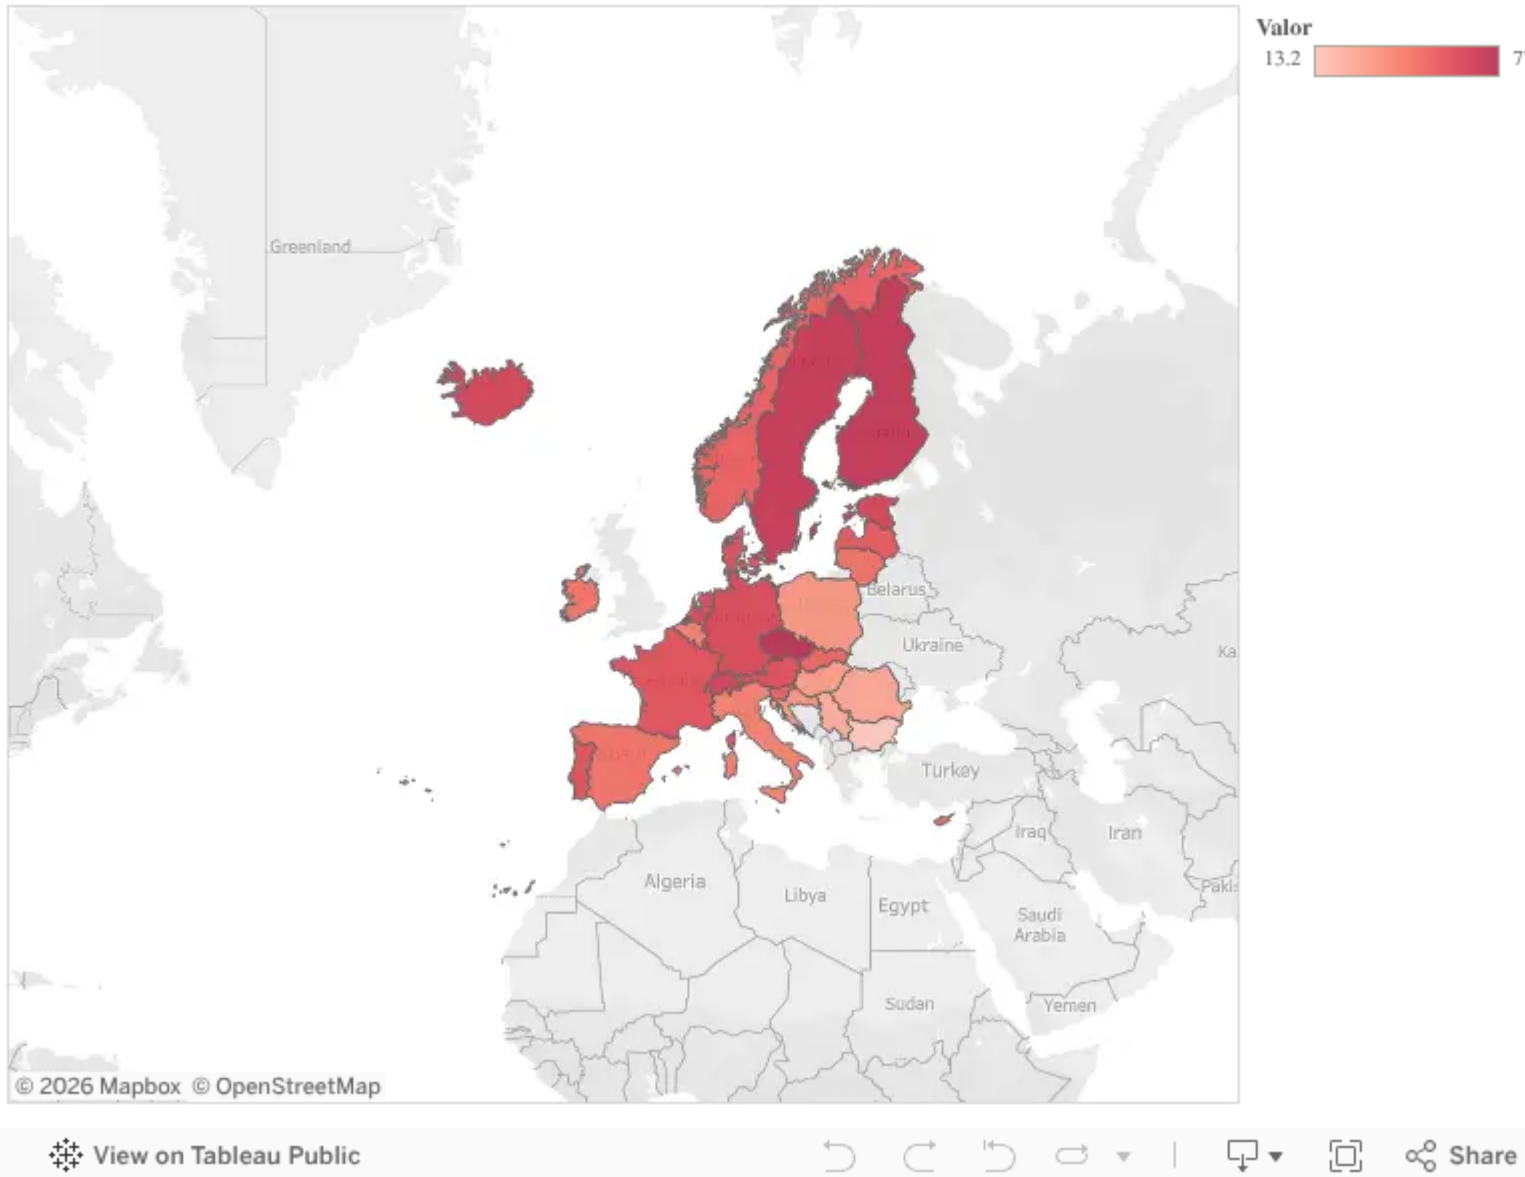 Valor
13.2
Greenland
Belarus
Ukraine
Turkey
Iraq
Iran
Algeria
Libya
Egypt
Saudi
Arabia
Sudan
Yemen
© 2026 Mapbox © OpenStreetMap
View on Tableau Public
Share